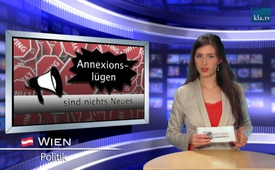 kla.tv
Annexions-
lügen
sind nichts Neues
WIEN
Politik